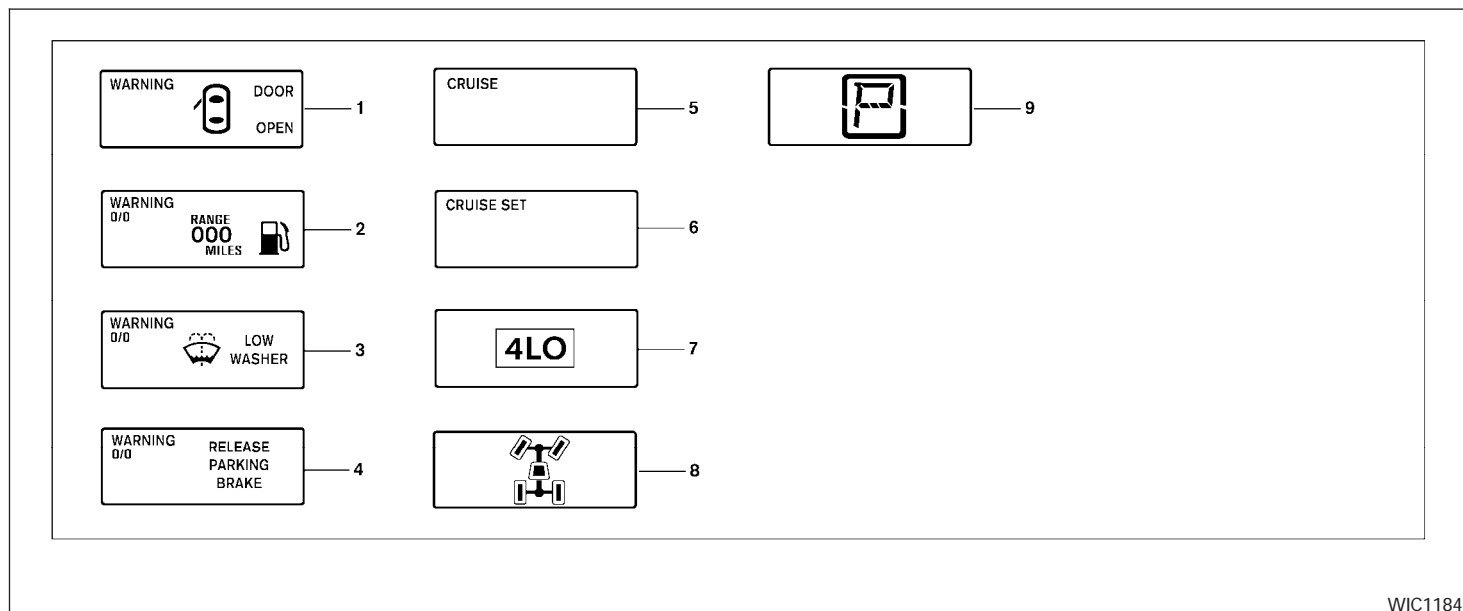 WARNING
DOOR
OPEN
1
WARNING
0/0
RANGE
000
MILES
2
WARNING
0/0
LOW
WASHER
3
WARNING
0/0
RELEASE
PARKING
BRAKE
4
CRUISE
5
CRUISE SET
6
4LO
7
8
P
9
WIC1184